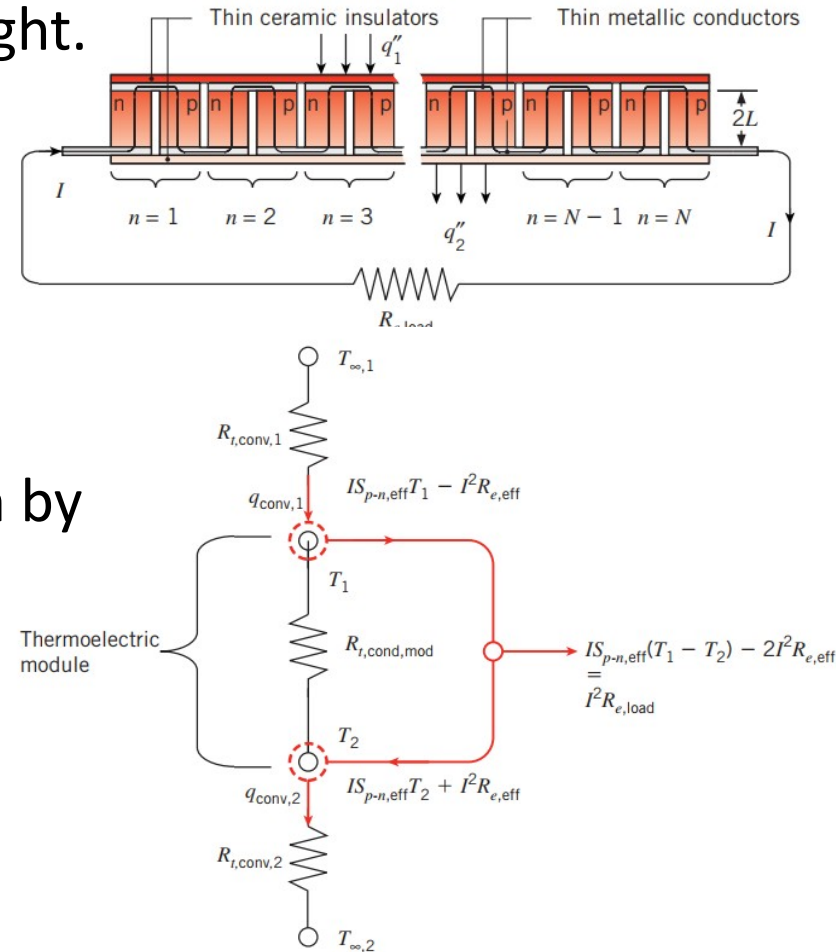 ght.
Thin ceramic insulators
Thin metallic conductors
q″₁
n p n p n p n p n p n p
2L
I
n = 1 n = 2 n = 3
q″₂
n = N − 1 n = N
I
T∞,1
Rt,conv,1
by
qconv,1
ISp-n,effT₁ − I²Re,eff
T₁
Thermoelectric
module
Rt,cond,mod
ISp-n,eff(T₁ − T₂) − 2I²Re,eff
=
I²Re,load
T₂
qconv,2
ISp-n,effT₂ + I²Re,eff
Rt,conv,2
T∞,2